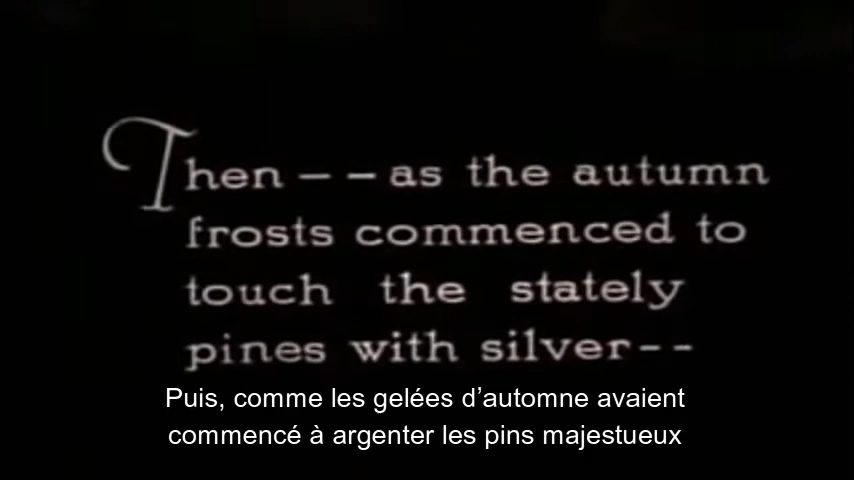 Then -- as the autumn
frosts commenced to
touch the stately
pines with silver--
Puis, comme les gelées d’automne avaient
commencé à argenter les pins majestueux